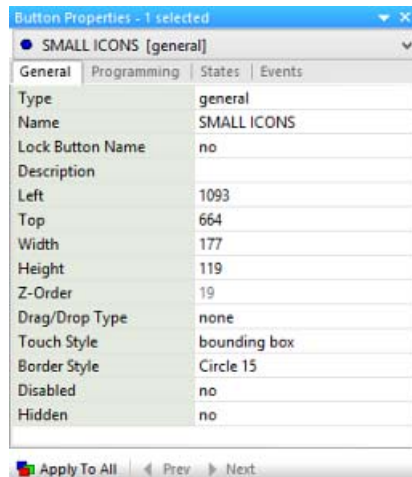 Button Properties - 1 selected
SMALL ICONS [general]
General Programming States Events
Type general
Name SMALL ICONS
Lock Button Name no
Description
Left 1093
Top 664
Width 177
Height 119
Z-Order 19
Drag/Drop Type none
Touch Style bounding box
Border Style Circle 15
Disabled no
Hidden no
Apply To All Prev Next